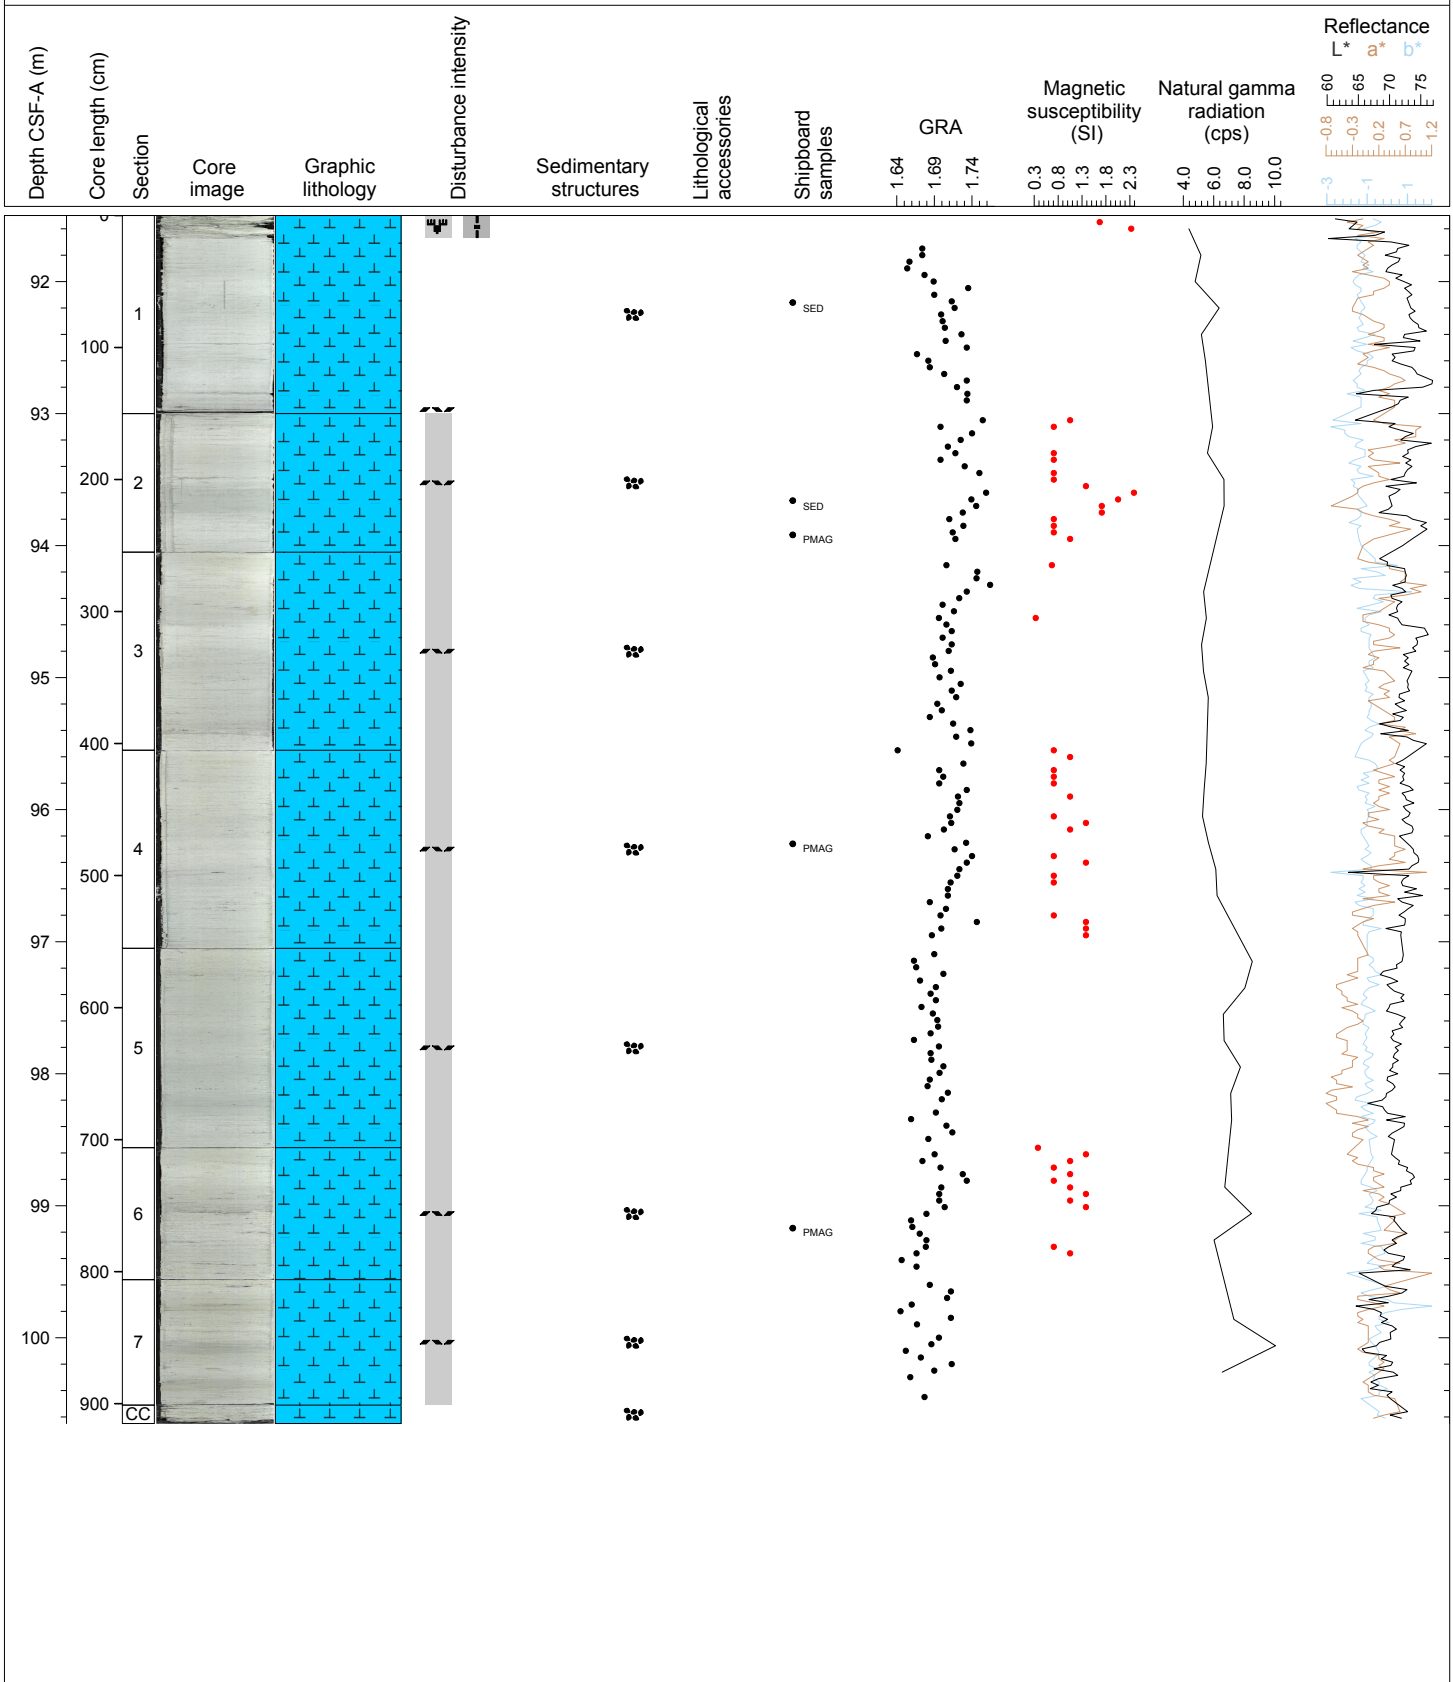 Depth CSF-A (m)
Core length (cm)
Section
Core
image
Graphic
lithology
Disturbance intensity
Sedimentary
structures
Lithological
accessories
Shipboard
samples
GRA
1.64
1.69
1.74
Magnetic
susceptibility
(SI)
0.3
0.8
1.3
1.8
2.3
Natural gamma
radiation
(cps)
4.0
6.0
8.0
10.0
Reflectance
L* a* b*
60
65
70
75
-0.8
-0.3
0.2
0.7
1.2
-3
-1
1
0
92
1
SED
100
93
200
2
SED
PMAG
94
300
3
95
400
96
4
PMAG
500
97
600
5
98
700
99
6
PMAG
800
100
7
900
CC